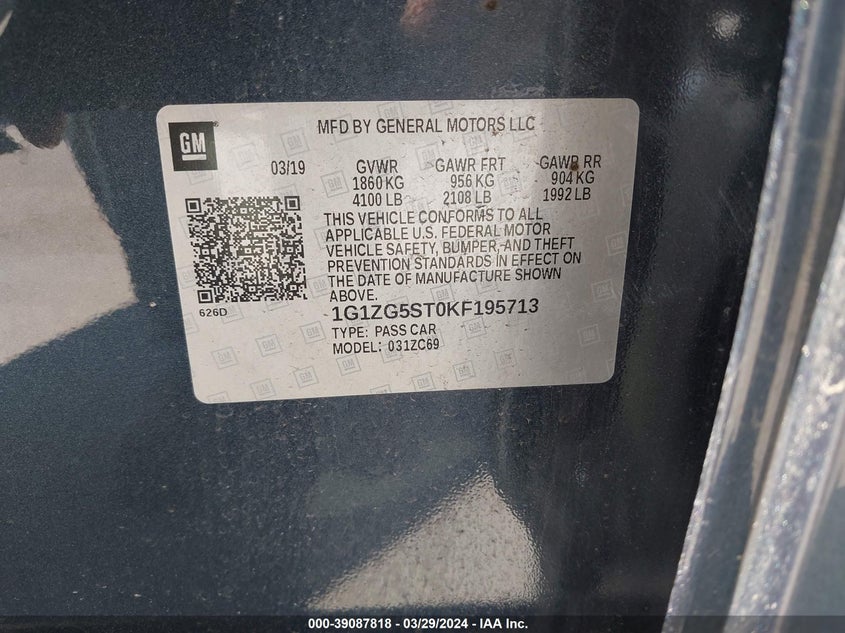 GM
MFD BY GENERAL MOTORS LLC
03/19 GVWR GAWR FRT GAWR RR
1860 KG 956 KG 904 KG
4100 LB 2108 LB 1992 LB
THIS VEHICLE CONFORMS TO ALL
APPLICABLE U.S. FEDERAL MOTOR
VEHICLE SAFETY, BUMPER, AND THEFT
PREVENTION STANDARDS IN EFFECT ON
THE DATE OF MANUFACTURE SHOWN
ABOVE.
626D
1G1ZG5ST0KF195713
TYPE: PASS CAR
MODEL: 031ZC69
000-39087818 - 03/29/2024 - IAA Inc.